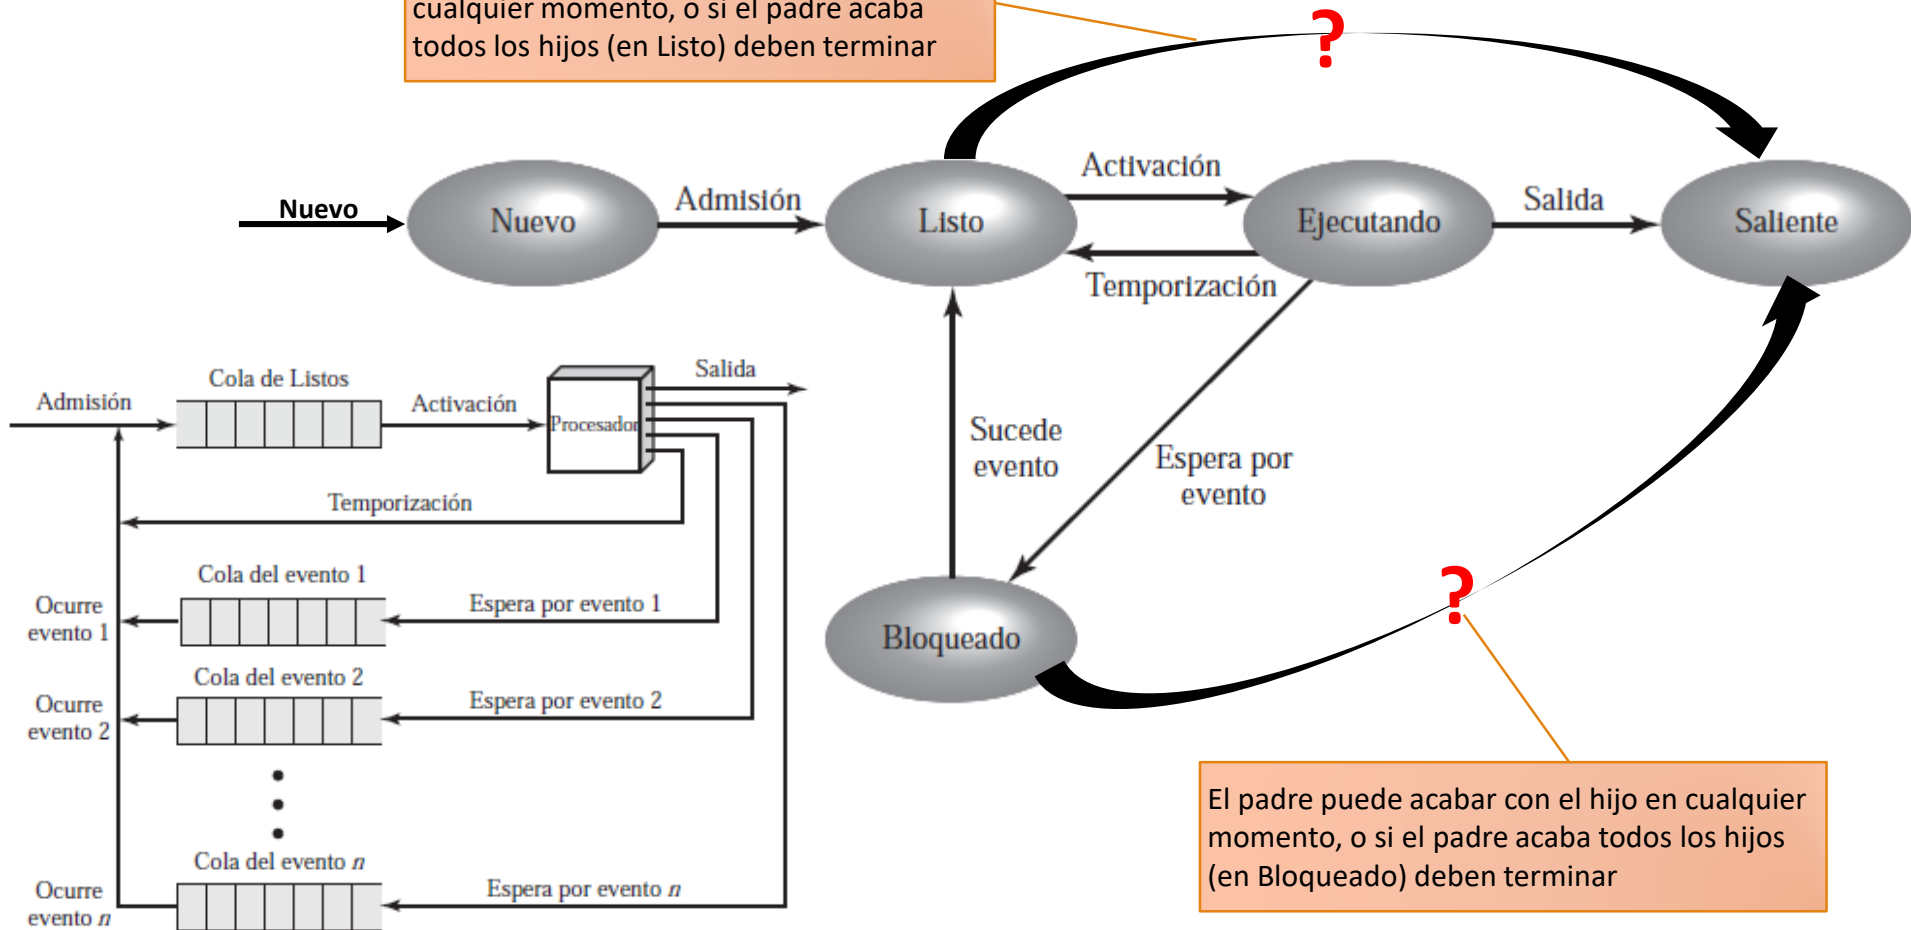 cualquier momento, o si el padre acaba
todos los hijos (en Listo) deben terminar
?
Nuevo
Nuevo
Admisión
Listo
Activación
Temporización
Ejecutando
Salida
Saliente
Sucede
evento
Espera por
evento
Bloqueado
?
El padre puede acabar con el hijo en cualquier
momento, o si el padre acaba todos los hijos
(en Bloqueado) deben terminar
Admisión
Cola de Listos
Activación
Procesador
Salida
Temporización
Cola del evento 1
Ocurre
evento 1
Espera por evento 1
Cola del evento 2
Ocurre
evento 2
Espera por evento 2
Cola del evento n
Ocurre
evento n
Espera por evento n